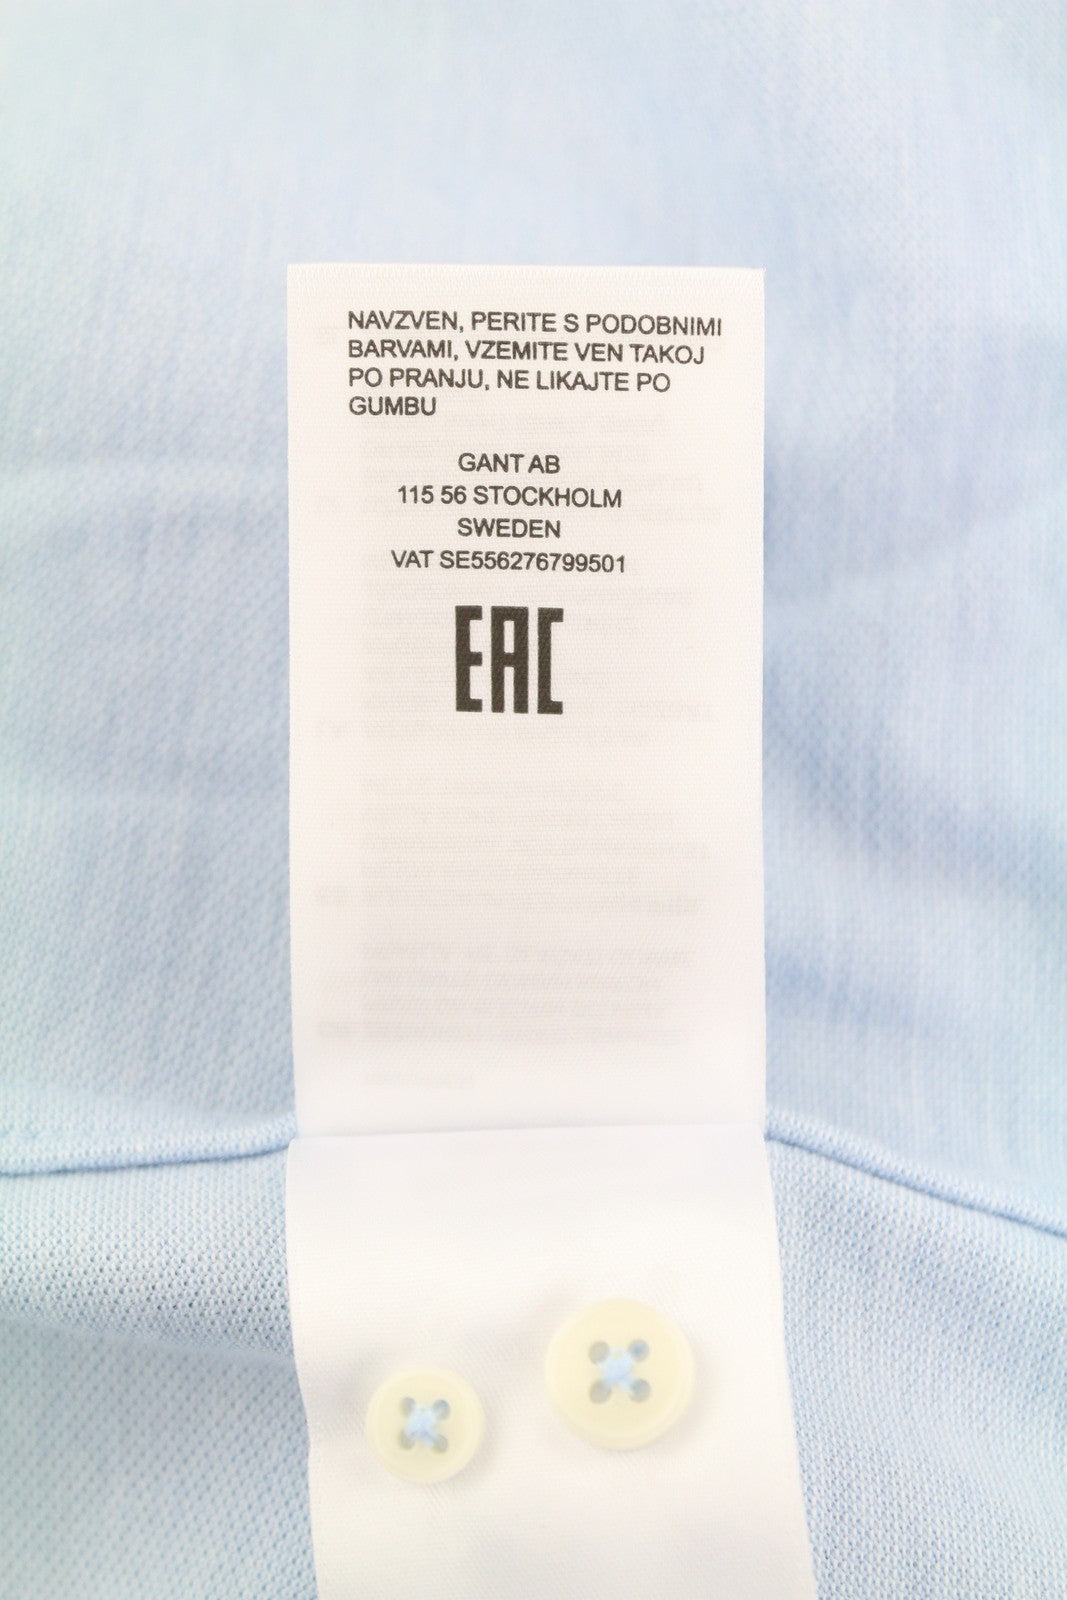 NAVZVEN, PERITE S PODOBNIMI
BARVAMI, VZEMITE VEN TAKOJ
PO PRANJU, NE LIKAJTE PO
GUMBU
GANT AB
115 56 STOCKHOLM
SWEDEN
VAT SE556276799501
EAC